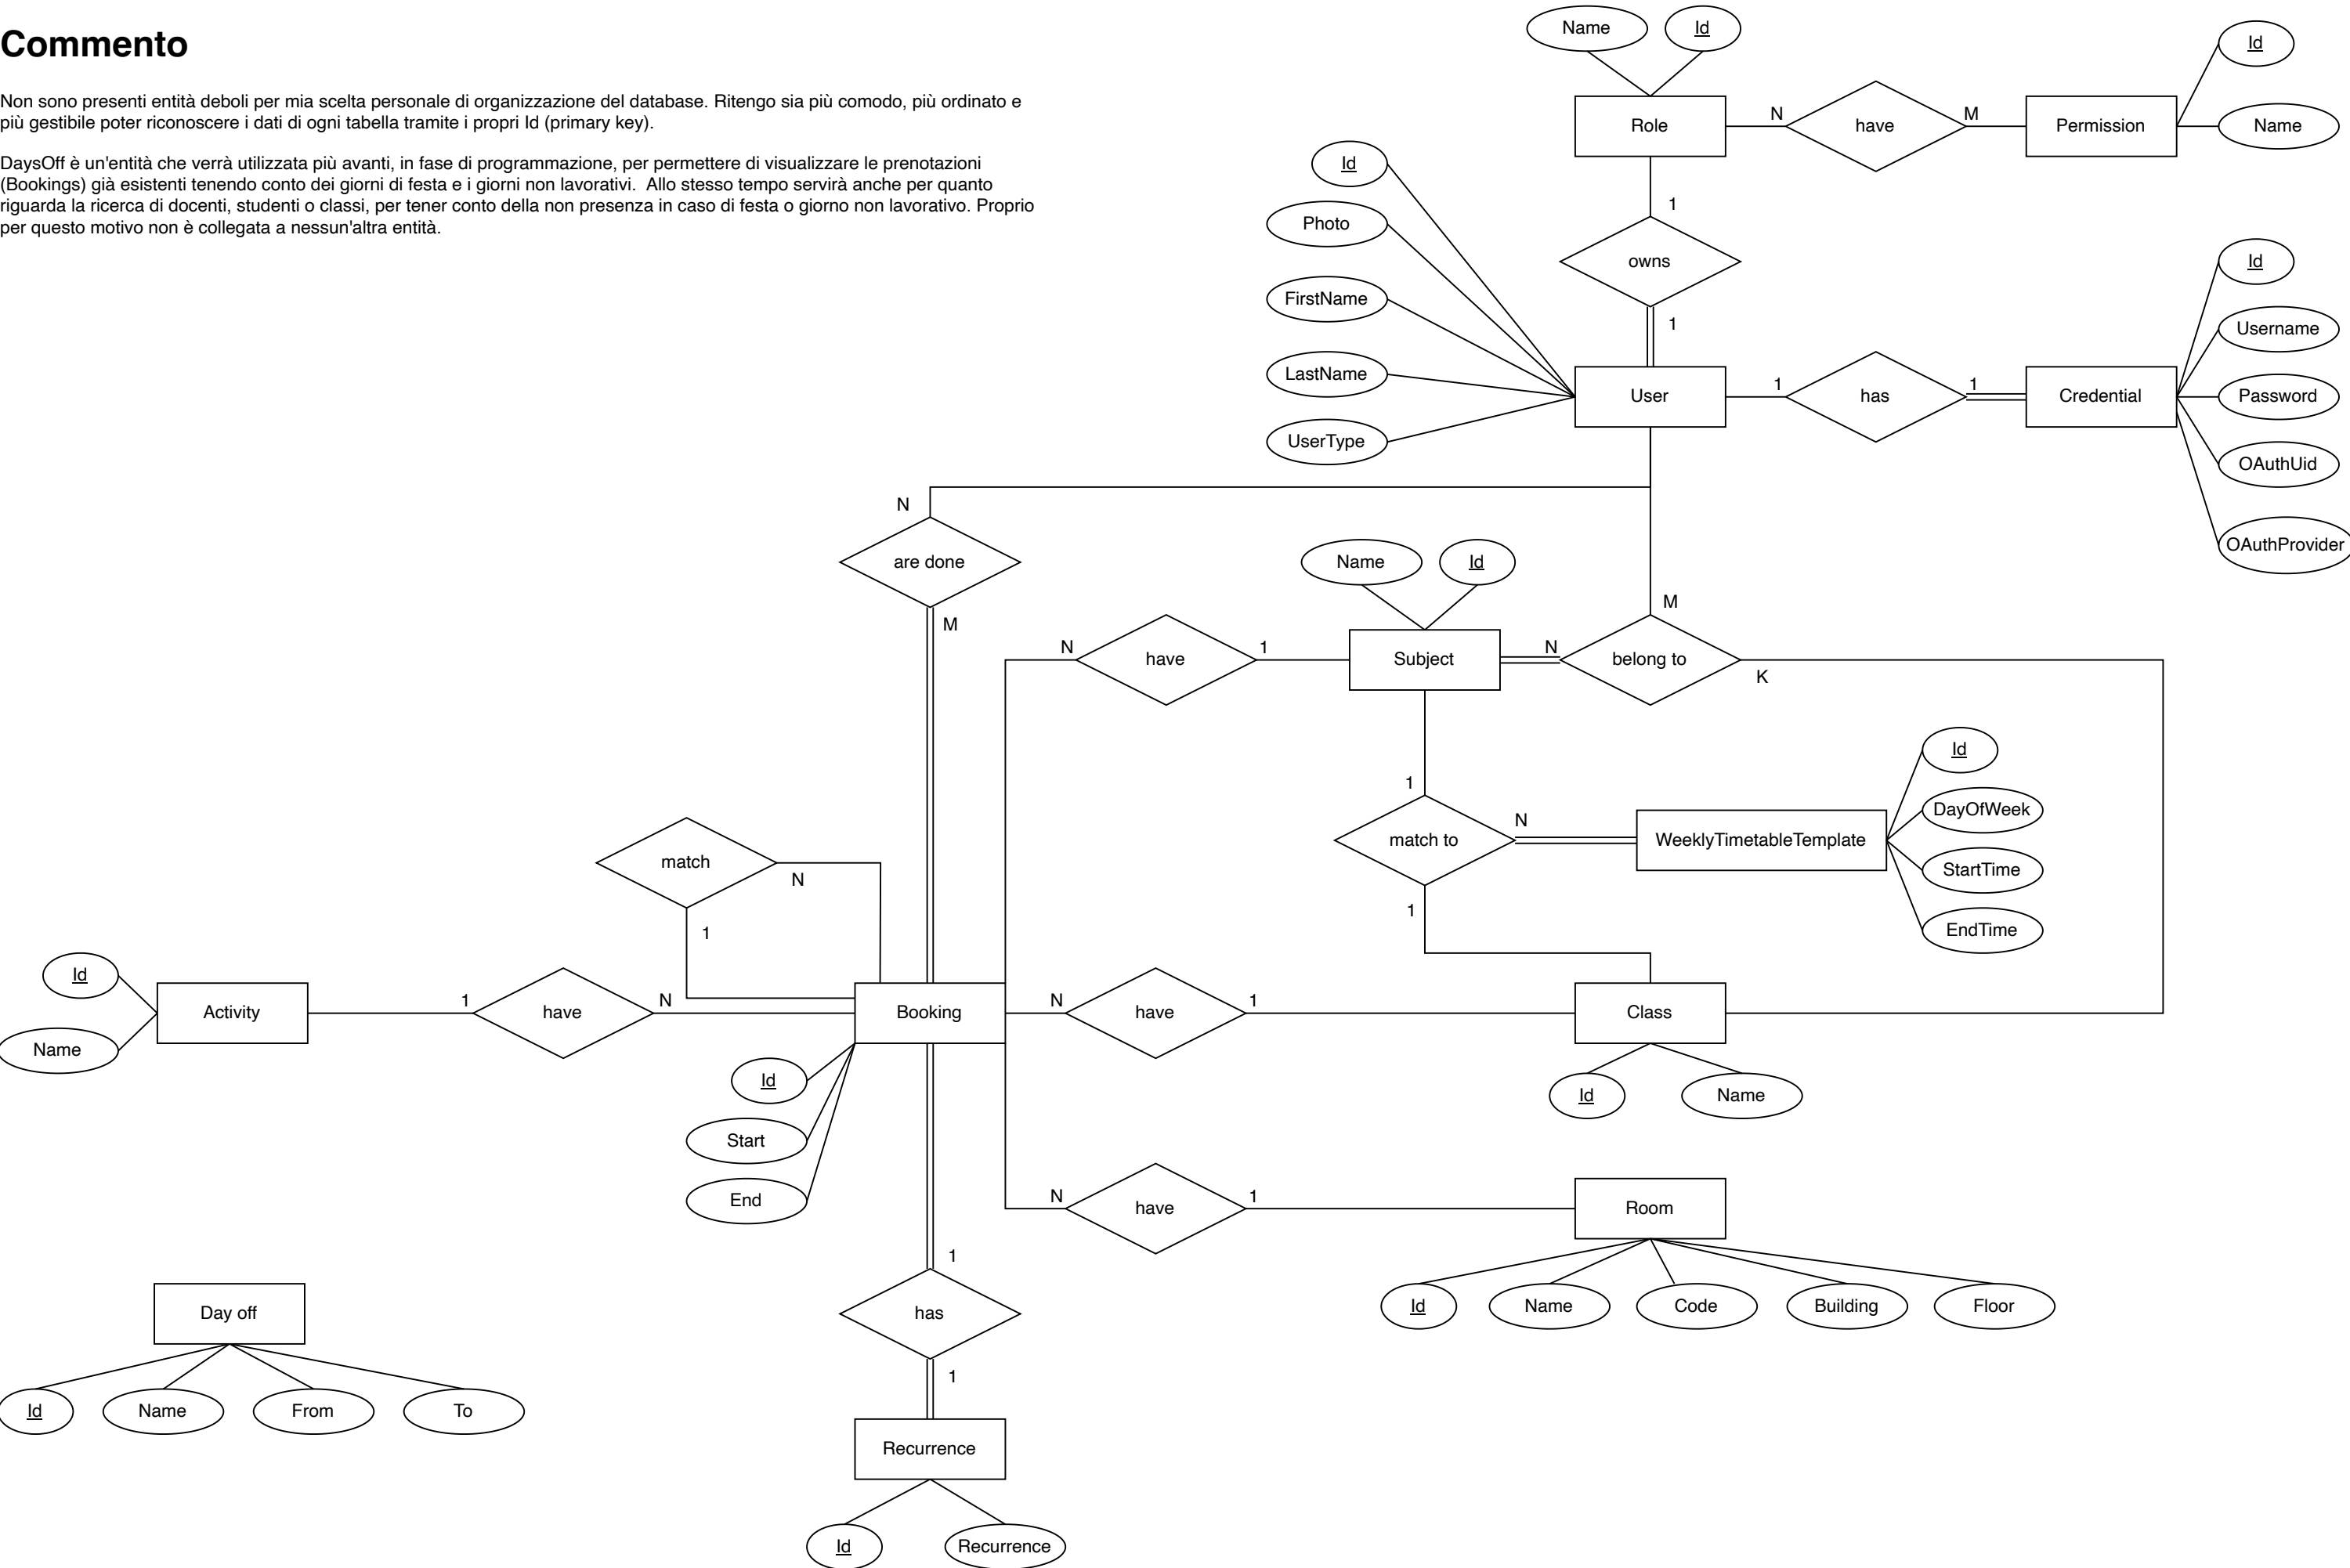 Commento
Non sono presenti entità deboli per mia scelta personale di organizzazione del database. Ritengo sia più comodo, più ordinato e
più gestibile poter riconoscere i dati di ogni tabella tramite i propri Id (primary key).
DaysOff è un'entità che verrà utilizzata più avanti, in fase di programmazione, per permettere di visualizzare le prenotazioni
(Bookings) già esistenti tenendo conto dei giorni di festa e i giorni non lavorativi.  Allo stesso tempo servirà anche per quanto
riguarda la ricerca di docenti, studenti o classi, per tener conto della non presenza in caso di festa o giorno non lavorativo. Proprio
per questo motivo non è collegata a nessun'altra entità.
Name
Id
Id
Role
N
have
M
Permission
Name
Id
1
Photo
owns
Id
FirstName
1
Username
LastName
User
1
has
1
Credential
Password
UserType
OAuthUid
N
OAuthProvider
are done
Name
Id
M
M
N
have
1
Subject
N
belong to
K
Id
1
DayOfWeek
N
match to
WeeklyTimetableTemplate
match
N
StartTime
1
1
EndTime
Id
Activity
1
have
N
Booking
N
have
1
Class
Name
Id
Id
Name
Start
End
N
have
1
Room
1
Id
Name
Code
Building
Floor
Day off
has
1
Id
Name
From
To
Recurrence
Id
Recurrence